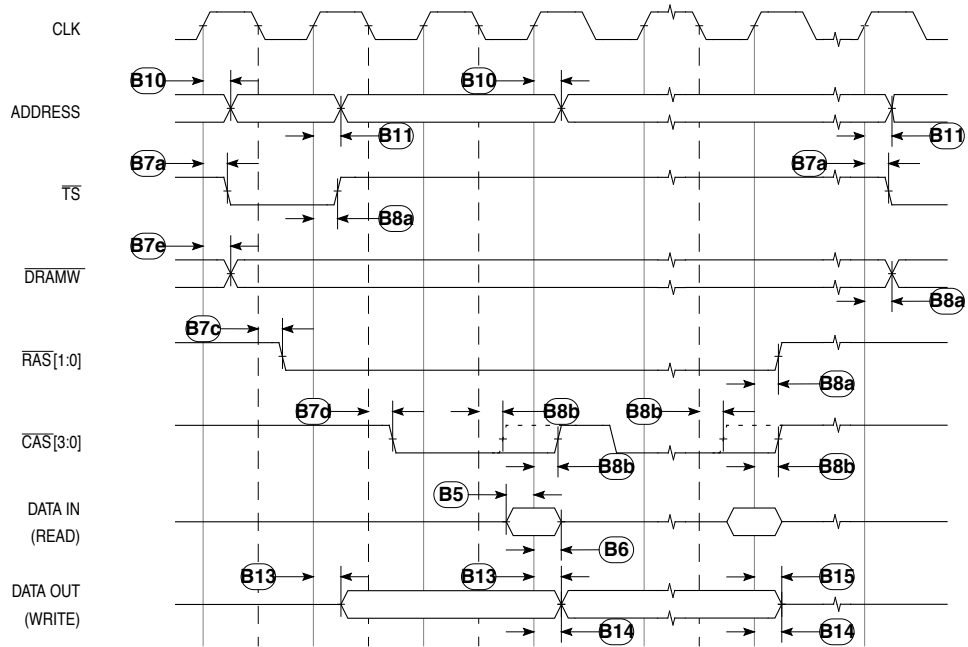 CLK
B10
B10
ADDRESS
B11
B11
B7a
B7a
TS
B8a
B7e
DRAMW
B8a
B7c
RAS[1:0]
B8a
B7d
B8b
B8b
CAS[3:0]
B8b
B8b
B5
DATA IN
(READ)
B6
B13
B13
B15
DATA OUT
(WRITE)
B14
B14